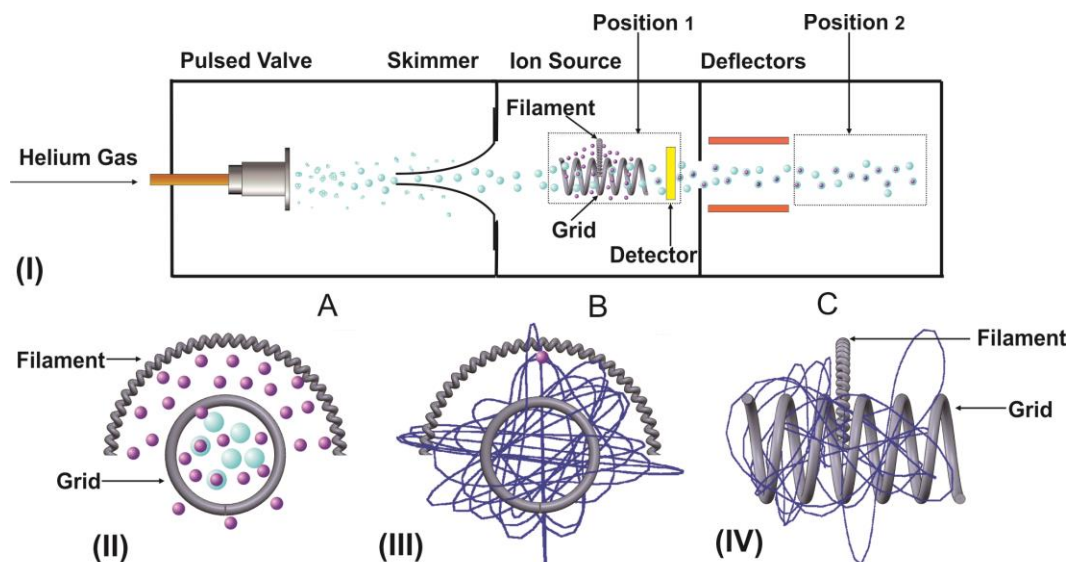 Position 1
Position 2
Pulsed Valve
Skimmer
Ion Source
Deflectors
Filament
Helium Gas
Grid
Detector
(I)
A
B
C
Filament
Filament
Grid
Grid
(II)
(III)
(IV)